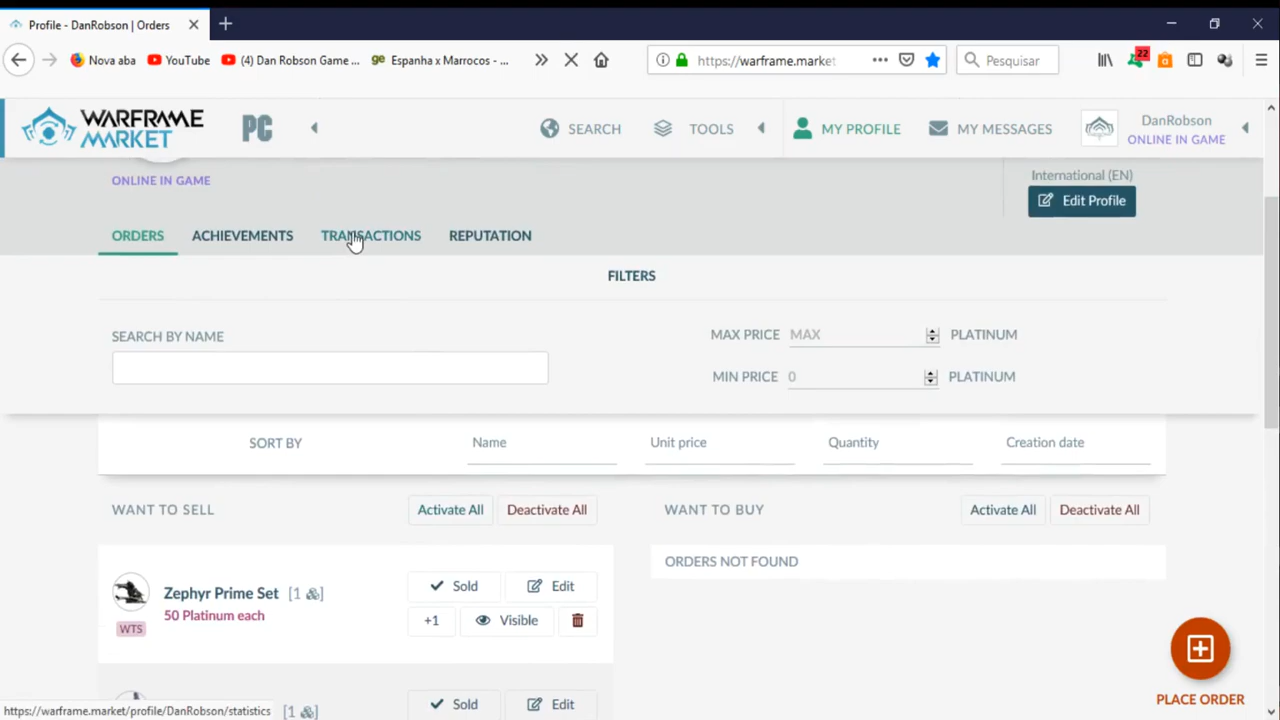 Profile - DanRobson | Orders
Nova aba
YouTube
(4) Dan Robson Game ...
ge Espanha x Marrocos - ...
https://warframe.market
Pesquisar
22
WARFRAME
MARKET
PC
SEARCH
TOOLS
MY PROFILE
MY MESSAGES
DanRobson
ONLINE IN GAME
ONLINE IN GAME
International (EN)
Edit Profile
ORDERS
ACHIEVEMENTS
TRANSACTIONS
REPUTATION
FILTERS
SEARCH BY NAME
MAX PRICE MAX PLATINUM
MIN PRICE 0 PLATINUM
SORT BY
Name
Unit price
Quantity
Creation date
WANT TO SELL
Activate All
Deactivate All
WANT TO BUY
Activate All
Deactivate All
ORDERS NOT FOUND
Zephyr Prime Set [1]
50 Platinum each
WTS
Sold
Edit
+1
Visible
[1]
Sold
Edit
PLACE ORDER
https://warframe.market/profile/DanRobson/statistics